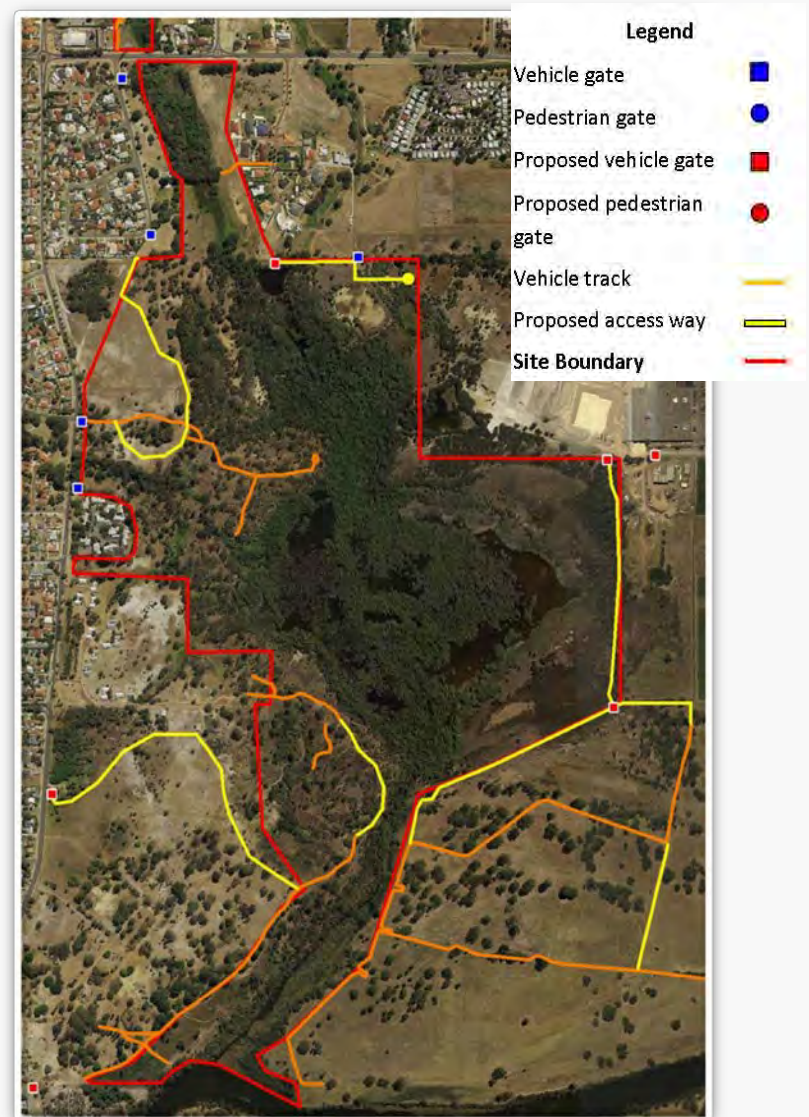 Legend
Vehicle gate
Pedestrian gate
Proposed vehicle gate
Proposed pedestrian
gate
Vehicle track
Proposed access way
Site Boundary